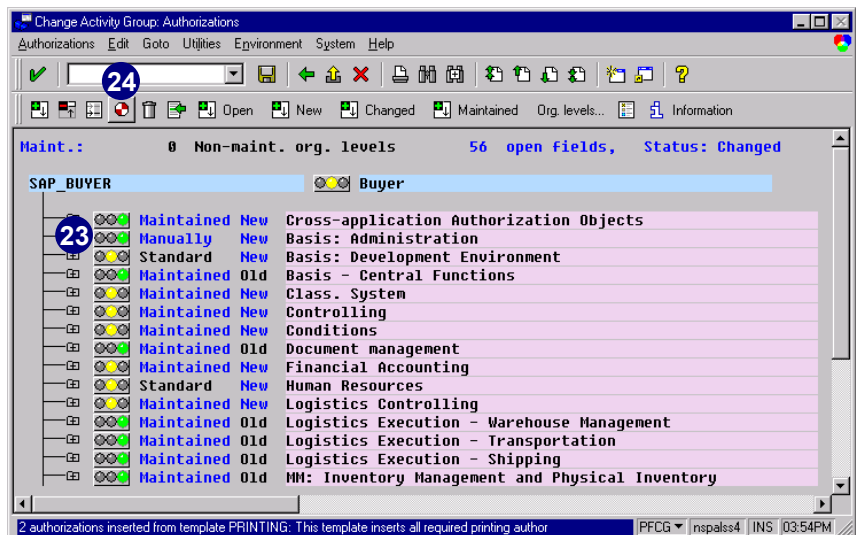 Change Activity Group: Authorizations
Authorizations Edit Goto Utilities Environment System Help
24
Open New Changed Maintained Org. levels... Information
Maint.: 0 Non-maint. org. levels 56 open fields, Status: Changed
SAP_BUYER Buyer
Maintained New Cross-application Authorization Objects
23
Manually New Basis: Administration
Standard New Basis: Development Environment
Maintained Old Basis - Central Functions
Maintained New Class. System
Maintained New Controlling
Maintained New Conditions
Maintained Old Document management
Maintained New Financial Accounting
Standard New Human Resources
Maintained New Logistics Controlling
Maintained Old Logistics Execution - Warehouse Management
Maintained Old Logistics Execution - Transportation
Maintained Old Logistics Execution - Shipping
Maintained Old MM: Inventory Management and Physical Inventory
2 authorizations inserted from template PRINTING: This template inserts all required printing author PFCG nspalss4 INS 03:54PM